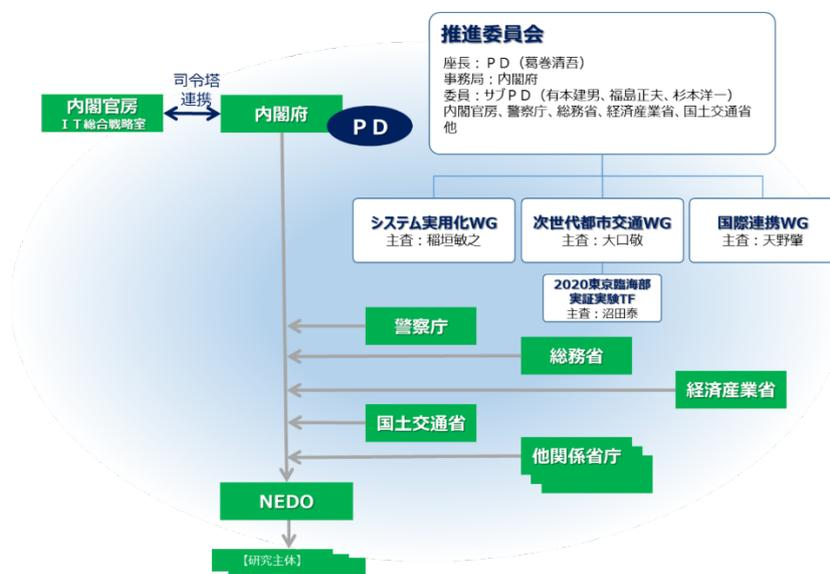 推進委員会
座長：ＰＤ（葛巻清吾）
事務局：内閣府
委員：サブＰＤ（有本建男、福島正夫、杉本洋一）
内閣官房、警察庁、総務省、経済産業省、国土交通省
他
司令塔
連携
内閣官房
ＩＴ総合戦略室
内閣府
ＰＤ
システム実用化WG
主査：稲垣敏之
次世代都市交通WG
主査：大口敬
国際連携WG
主査：天野肇
2020東京臨海部
実証実験TF
主査：沼田泰
警察庁
総務省
経済産業省
国土交通省
他関係省庁
NEDO
【研究主体】